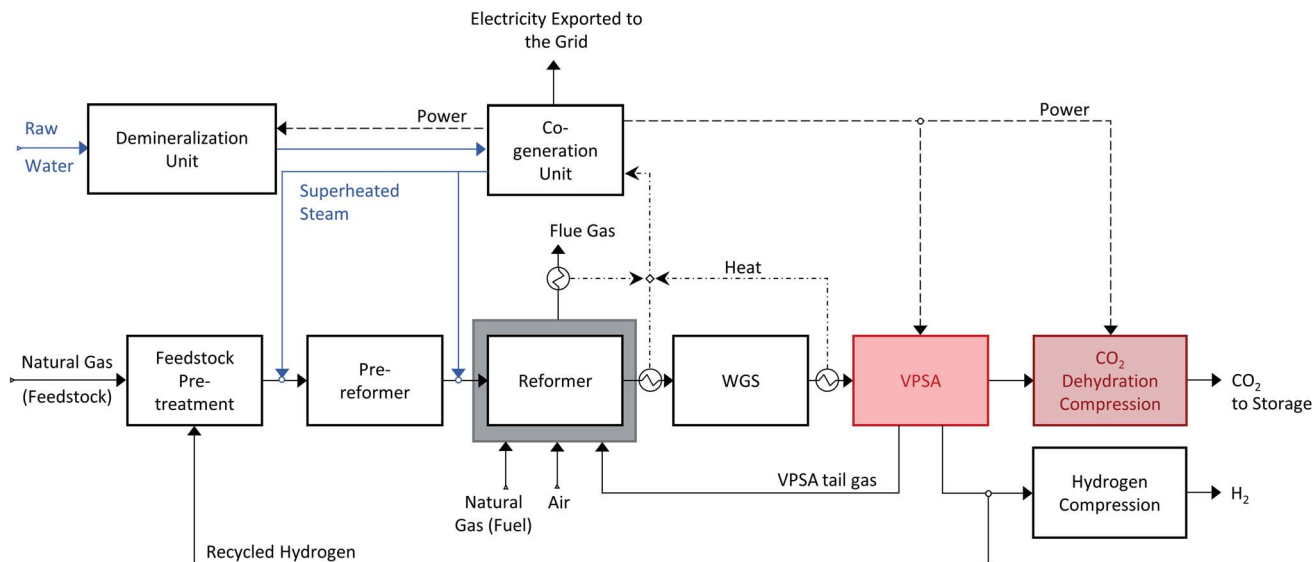 Electricity Exported to
the Grid
Raw
Water
Demineralization
Unit
Power
Co-
generation
Unit
Power
Superheated
Steam
Flue Gas
Heat
Natural Gas
(Feedstock)
Feedstock
Pre-
treatment
Pre-
reformer
Reformer
WGS
VPSA
CO2
Dehydration
Compression
CO2
to Storage
Natural
Gas (Fuel)
Air
VPSA tail gas
Hydrogen
Compression
H2
Recycled Hydrogen